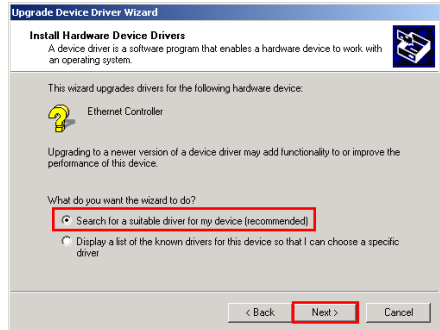 Upgrade Device Driver Wizard
Install Hardware Device Drivers
A device driver is a software program that enables a hardware device to work with
an operating system.
This wizard upgrades drivers for the following hardware device:
Ethernet Controller
Upgrading to a newer version of a device driver may add functionality to or improve the
performance of this device.
What do you want the wizard to do?
Search for a suitable driver for my device (recommended)
Display a list of the known drivers for this device so that I can choose a specific
driver
< Back
Next >
Cancel